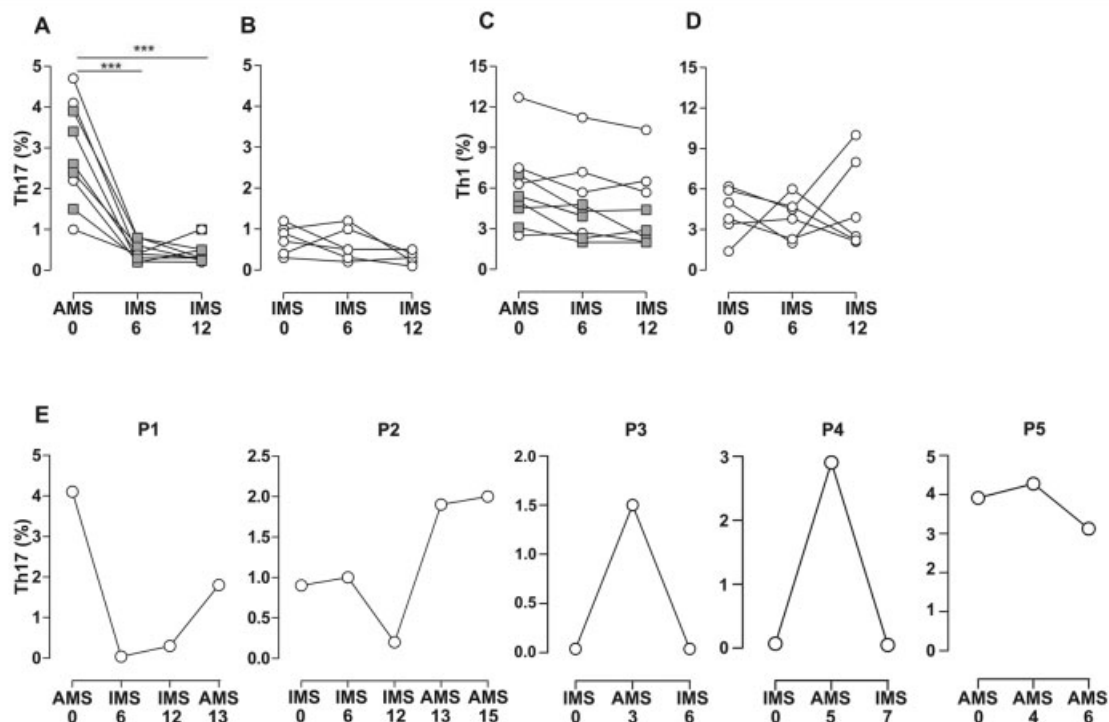 A
B
C
D
***
***
Th17 (%)
5
4
3
2
1
0
AMS IMS IMS
0 6 12
5
4
3
2
1
0
IMS IMS IMS
0 6 12
Th1 (%)
15
12
9
6
3
0
AMS IMS IMS
0 6 12
15
12
9
6
3
0
IMS IMS IMS
0 6 12
E
P1
Th17 (%)
5
4
3
2
1
0
AMS IMS IMS AMS
0 6 12 13
P2
2.5
2.0
1.5
1.0
0.5
0.0
IMS IMS IMS AMS AMS
0 6 12 13 15
P3
2.0
1.5
1.0
0.5
0.0
IMS AMS IMS
0 3 6
P4
3
2
1
0
IMS AMS IMS
0 5 7
P5
5
4
3
2
1
0
AMS AMS AMS
0 4 6